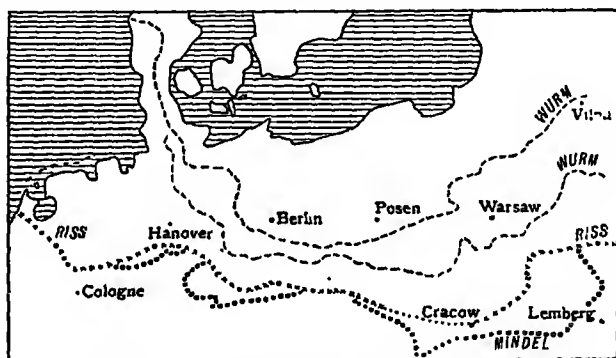 WURM
Vilna
WURM
Berlin
Posen
Warsaw
RISS
Hanover
RISS
Cologne
Cracow
Lemberg
MINDEL